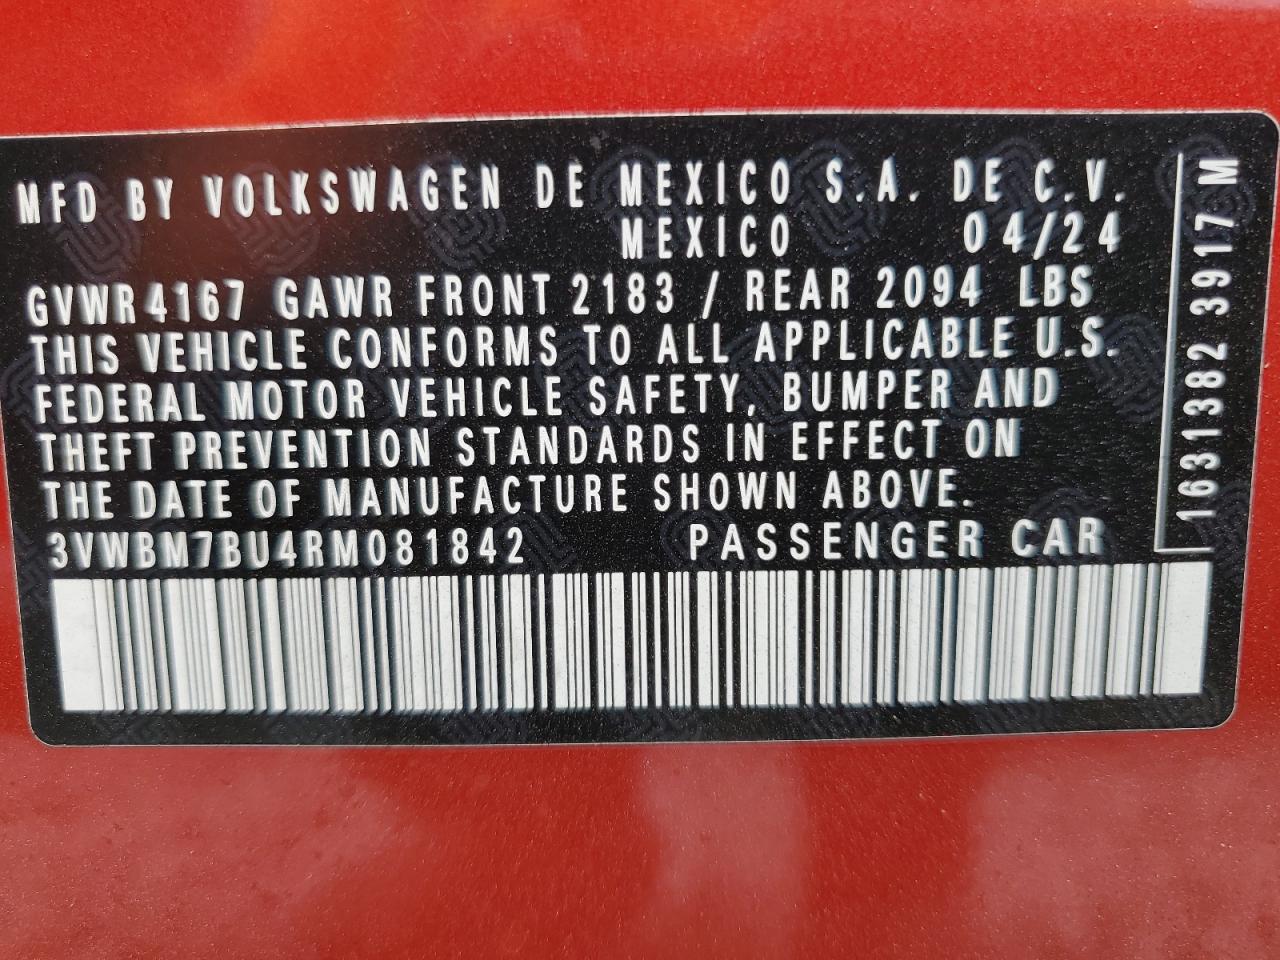 MFD BY VOLKSWAGEN DE MEXICO S.A. DE C.V.
MEXICO 04/24
GVWR 4167 GAWR FRONT 2183 / REAR 2094 LBS
THIS VEHICLE CONFORMS TO ALL APPLICABLE U.S.
FEDERAL MOTOR VEHICLE SAFETY, BUMPER AND
THEFT PREVENTION STANDARDS IN EFFECT ON
THE DATE OF MANUFACTURE SHOWN ABOVE.
3VWBM7BU4RM081842 PASSENGER CAR
1631382 3917 M